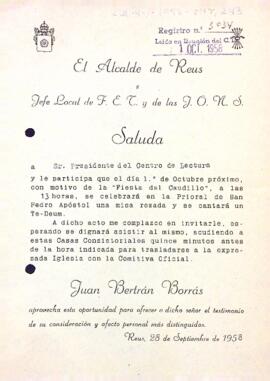 Registro n.º 5034
Leído en Reunión del C.
1 OCT. 1958
El Alcalde de Reus
y
Jefe Local de F. E. T. y de las J. O. N. S.
Saluda
a Sr. Presidente del Centro de Lectura
y le participa que el día 1.º de Octubre próximo,
con motivo de la "Fiesta del Caudillo", a las
13 horas, se celebrará en la Prioral de San
Pedro Apóstol una misa rezada y se cantará un
Te-Deum.
A dicho acto me complazco en invitarle, espe-
rando se dignará asistir al mismo, acudiendo a
estas Casas Consistoriales quince minutos antes
de la hora indicada para trasladarse a la expre-
sada Iglesia con la Comitiva Oficial.
Juan Bertrán Borrás
aprovecha esta oportunidad para ofrecer a dicho señor el testimonio
de su consideración y afecto personal más distinguidos.
Reus, 28 de Septiembre de 1958